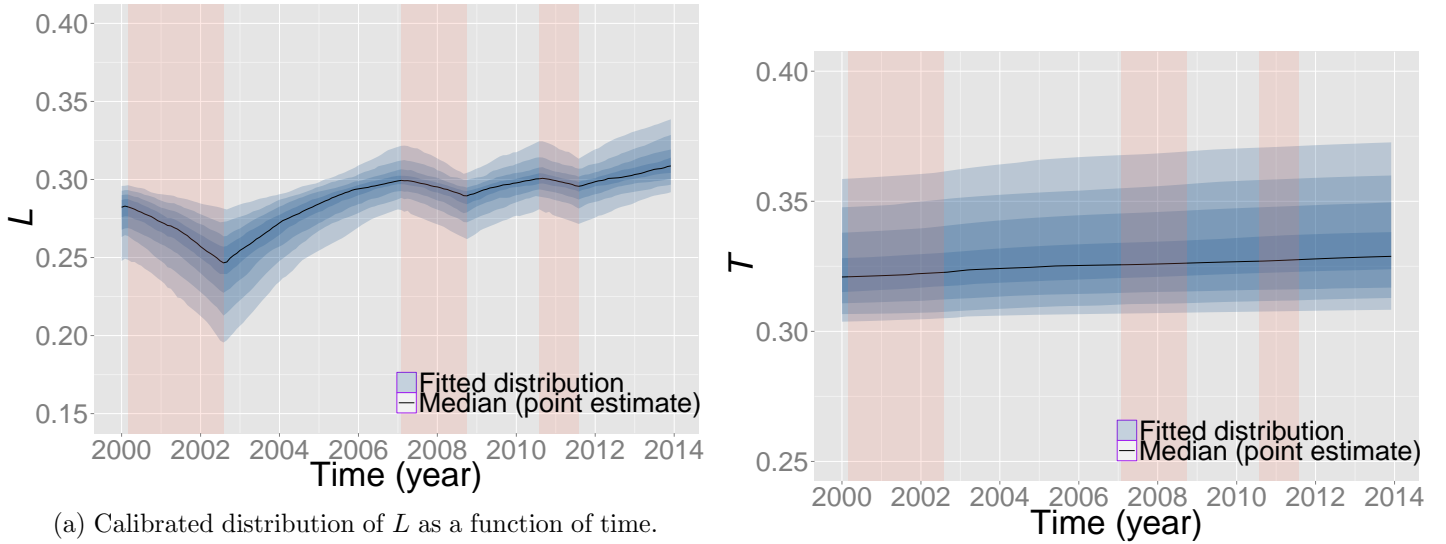 0.40
0.35
0.30
0.25
0.20
0.15
L
2000 2002 2004 2006 2008 2010 2012 2014
Time (year)
Fitted distribution
Median (point estimate)
(a) Calibrated distribution of L as a function of time.
0.40
0.35
0.30
0.25
T
2000 2002 2004 2006 2008 2010 2012 2014
Time (year)
Fitted distribution
Median (point estimate)